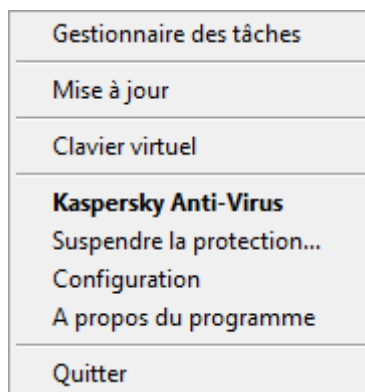 Gestionnaire des tâches
Mise à jour
Clavier virtuel
Kaspersky Anti-Virus
Suspendre la protection...
Configuration
A propos du programme
Quitter